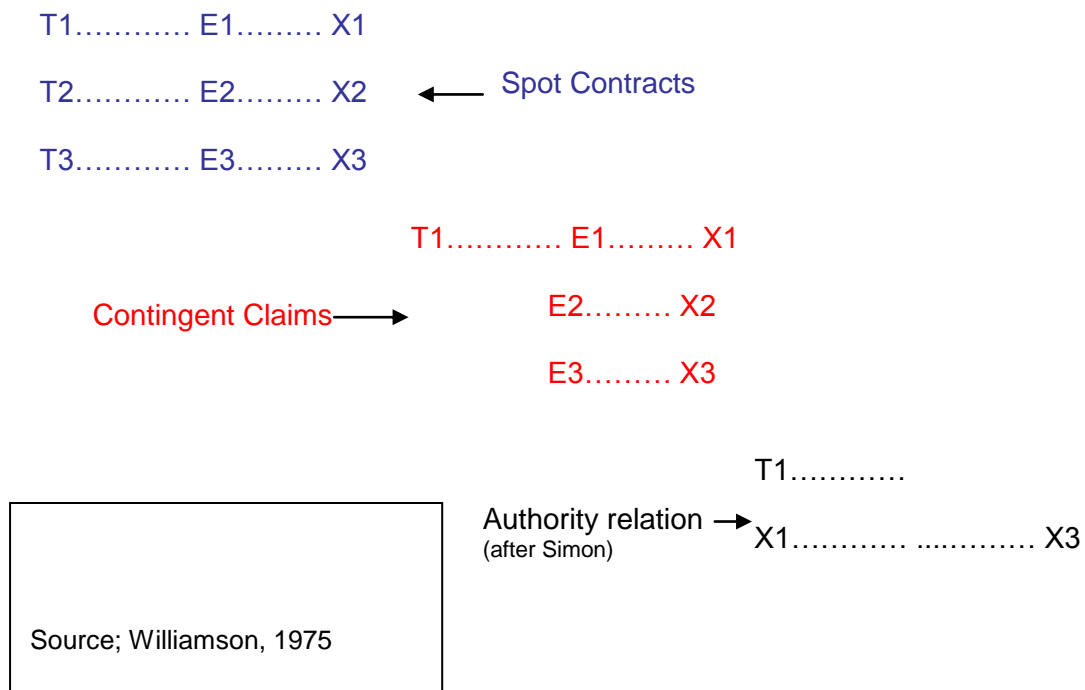 T1………… E1……… X1
T2………… E2……… X2
Spot Contracts
T3………… E3……… X3
T1………… E1……… X1
Contingent Claims
E2……… X2
E3……… X3
T1…………
Authority relation
(after Simon)
X1………… ....……… X3
Source; Williamson, 1975